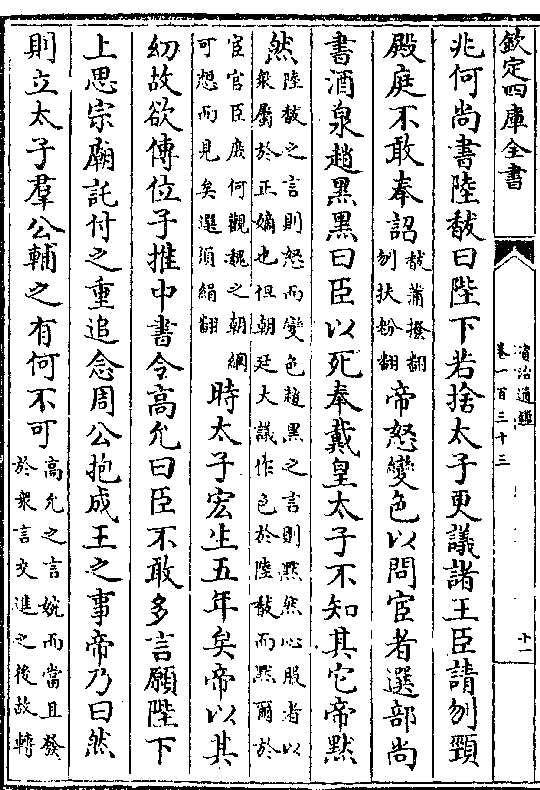 欽定四庫全書
資治通鑑
卷一百三十三
十一
兆何尚書陸馛曰陛下若捨太子更議諸王臣請刎頸
殿庭不敢奉詔馛蒲撥翻刎扶粉翻帝怒變色以問宦者選部尚
書酒泉趙黑黑曰臣以死奉戴皇太子不知其它帝黙
然陸馛之言則怒而變色趙黑之言則黙然心服者以衆屬於正嫡也但朝廷大議作色於陸馛而黙爾於
宦官臣庶何觀魏之朝綱可想而見矣選須絹翻時太子宏生五年矣帝以其
幼故欲傳位子推中書令高允曰臣不敢多言願陛下
上思宗廟託付之重追念周公抱成王之事帝乃曰然
則立太子羣公輔之有何不可高允之言婉而當且發於衆言交進之後故轉